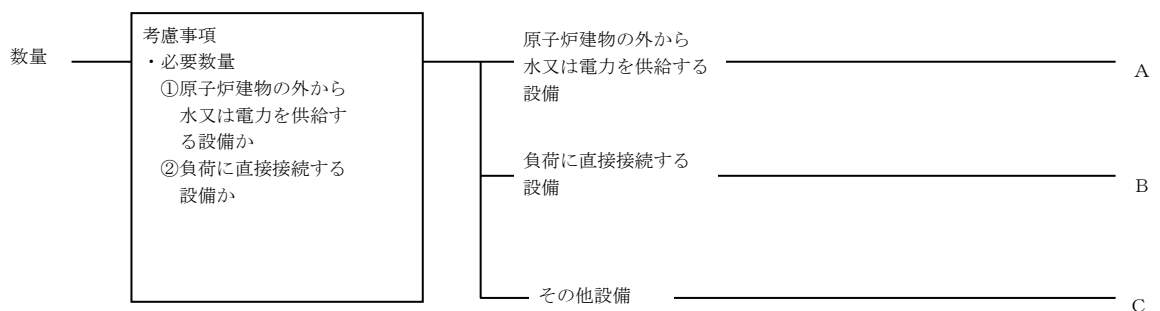 数量
考慮事項
・必要数量
①原子炉建物の外から
水又は電力を供給す
る設備か
②負荷に直接接続する
設備か
原子炉建物の外から
水又は電力を供給する
設備
A
負荷に直接接続する
設備
B
その他設備
C